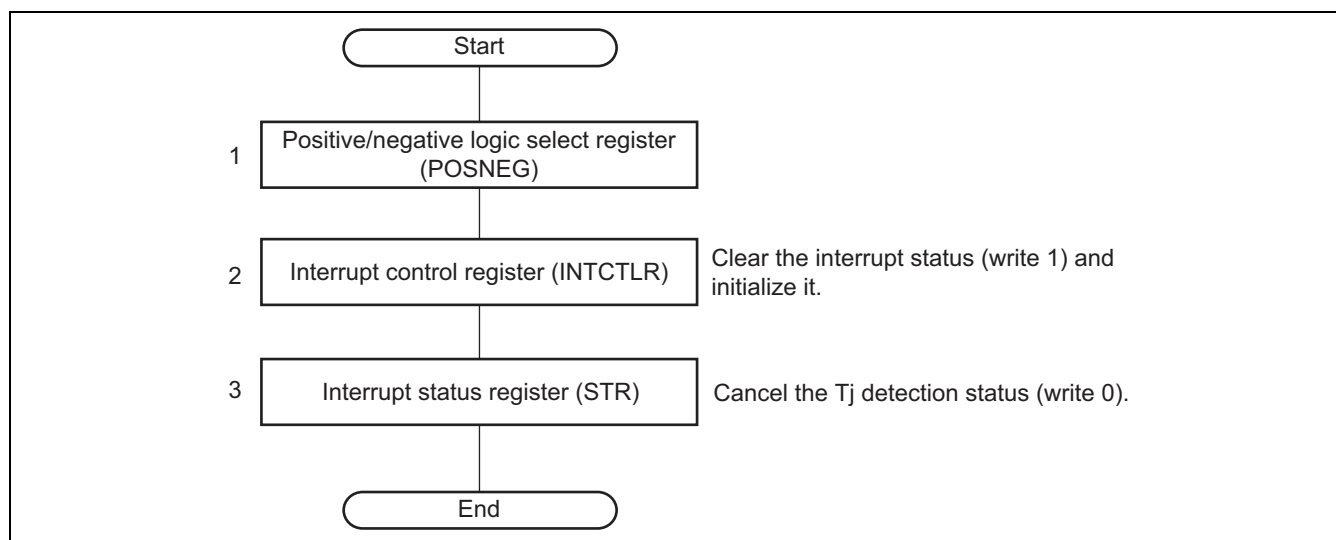 Start
1
Positive/negative logic select register
(POSNEG)
2
Interrupt control register (INTCTLR)
Clear the interrupt status (write 1) and
initialize it.
3
Interrupt status register (STR)
Cancel the Tj detection status (write 0).
End